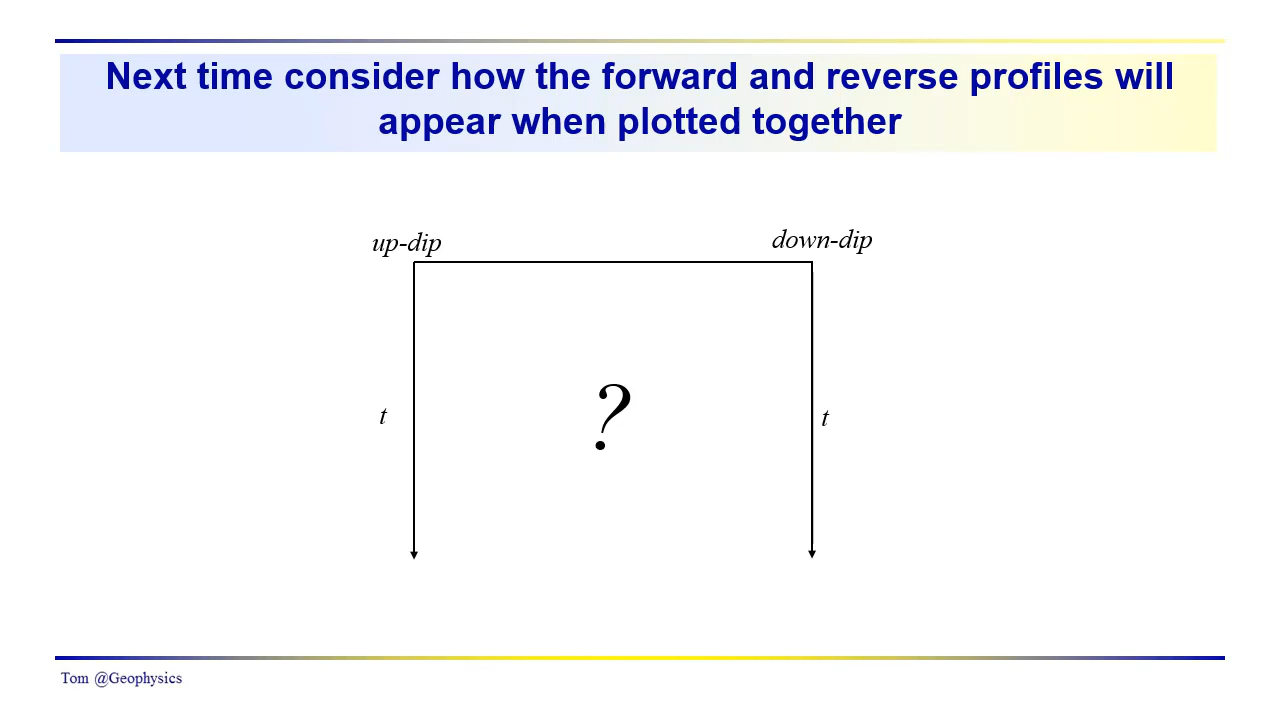 Next time consider how the forward and reverse profiles will
appear when plotted together
up-dip
down-dip
t
?
t
Tom @Geophysics